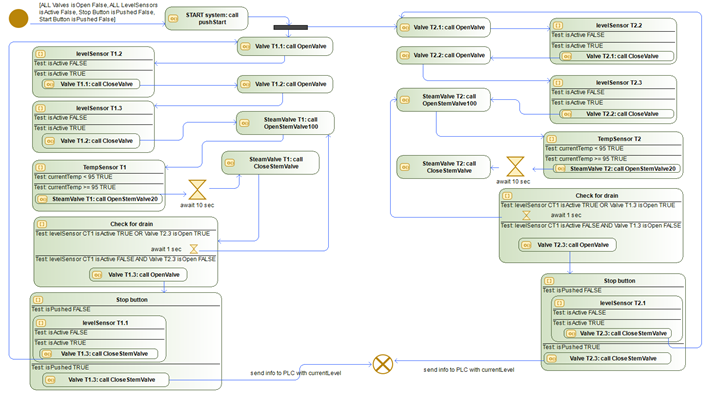 [ALL Valves is Open False, ALL LevelSensors
is Active False, Stop Button is Pushed False,
Start Button is Pushed False]
START system: call
pushStart
Valve T1.1: call OpenValve
levelSensor T1.2
Test: isActive FALSE
Test: isActive TRUE
Valve T1.1: call CloseValve
Valve T1.2: call OpenValve
levelSensor T1.3
Test: isActive FALSE
Test: isActive TRUE
Valve T1.2: call CloseValve
SteamValve T1: call
OpenStemValve100
TempSensor T1
Test: currentTemp < 95 TRUE
Test: currentTemp >= 95 TRUE
SteamValve T1: call OpenStemValve20
await 10 sec
SteamValve T1: call
CloseStemValve
Check for drain
Test: levelSensor CT1 isActive TRUE OR Valve T2.3 isOpen TRUE
await 1 sec
Test: levelSensor CT1 isActive FALSE AND Valve T2.3 isOpen FALSE
Valve T1.3: call OpenValve
Stop button
Test: isPushed FALSE
levelSensor T1.1
Test: isActive FALSE
Test: isActive TRUE
Valve T1.3: call CloseStemValve
Test: isPushed TRUE
Valve T1.3: call CloseStemValve
send info to PLC with currentLevel
Valve T2.1: call OpenValve
levelSensor T2.2
Test: isActive FALSE
Test: isActive TRUE
Valve T2.1: call CloseValve
Valve T2.2: call OpenValve
levelSensor T2.3
Test: isActive FALSE
Test: isActive TRUE
Valve T2.2: call CloseValve
SteamValve T2: call
OpenStemValve100
TempSensor T2
Test: currentTemp < 95 TRUE
Test: currentTemp >= 95 TRUE
SteamValve T2: call OpenStemValve20
await 10 sec
SteamValve T2: call
CloseStemValve
Check for drain
Test: levelSensor CT1 isActive TRUE OR Valve T1.3 isOpen TRUE
await 1 sec
Test: levelSensor CT1 isActive FALSE AND Valve T1.3 isOpen FALSE
Valve T2.3: call OpenValve
Stop button
Test: isPushed FALSE
levelSensor T2.1
Test: isActive FALSE
Test: isActive TRUE
Valve T2.3: call CloseStemValve
Test: isPushed TRUE
Valve T2.3: call CloseStemValve
send info to PLC with currentLevel